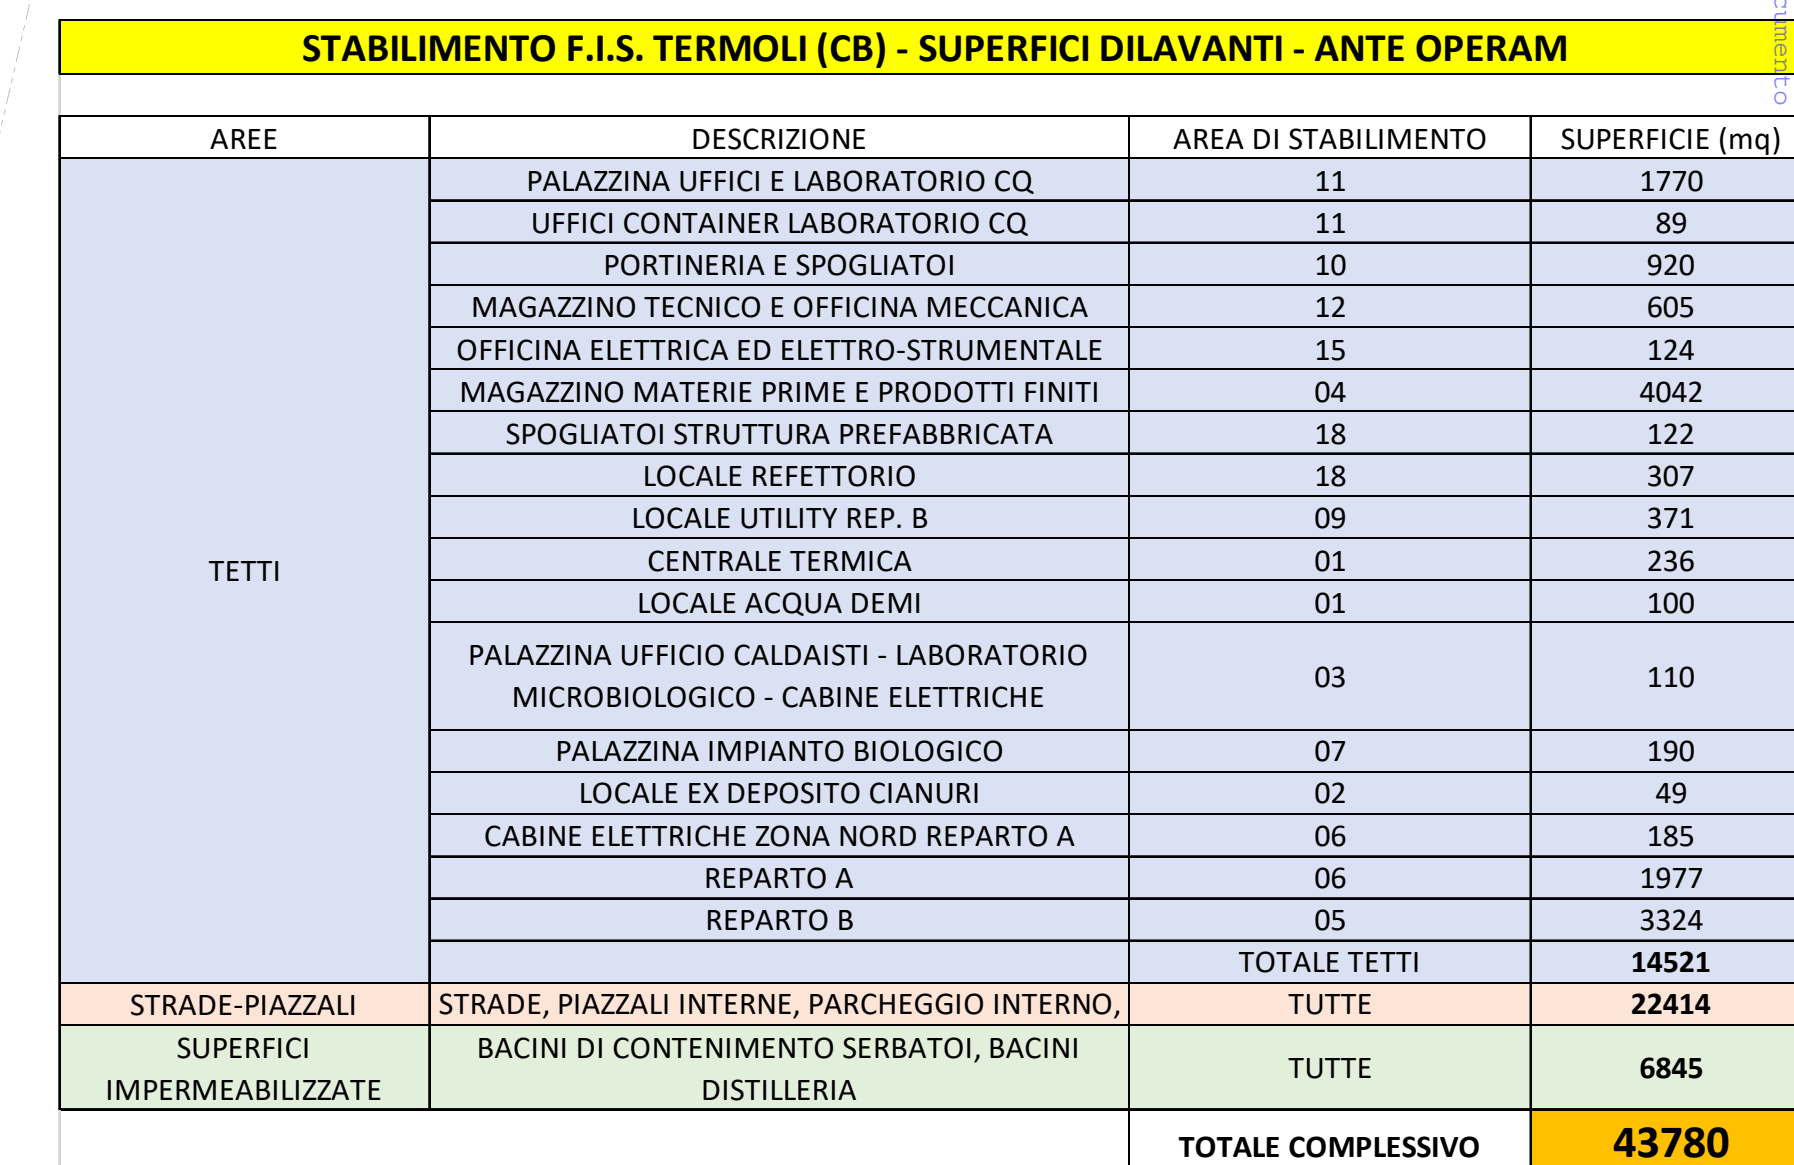 STABILIMENTO F.I.S. TERMOLI (CB) - SUPERFICI DILAVANTI - ANTE OPERAM
cumento
AREE DESCRIZIONE AREA DI STABILIMENTO SUPERFICIE (mq)
TETTI
PALAZZINA UFFICI E LABORATORIO CQ 11 1770
UFFICI CONTAINER LABORATORIO CQ 11 89
PORTINERIA E SPOGLIATOI 10 920
MAGAZZINO TECNICO E OFFICINA MECCANICA 12 605
OFFICINA ELETTRICA ED ELETTRO-STRUMENTALE 15 124
MAGAZZINO MATERIE PRIME E PRODOTTI FINITI 04 4042
SPOGLIATOI STRUTTURA PREFABBRICATA 18 122
LOCALE REFETTORIO 18 307
LOCALE UTILITY REP. B 09 371
CENTRALE TERMICA 01 236
LOCALE ACQUA DEMI 01 100
PALAZZINA UFFICIO CALDAISTI - LABORATORIO
MICROBIOLOGICO - CABINE ELETTRICHE 03 110
PALAZZINA IMPIANTO BIOLOGICO 07 190
LOCALE EX DEPOSITO CIANURI 02 49
CABINE ELETTRICHE ZONA NORD REPARTO A 06 185
REPARTO A 06 1977
REPARTO B 05 3324
TOTALE TETTI 14521
STRADE-PIAZZALI STRADE, PIAZZALI INTERNE, PARCHEGGIO INTERNO, TUTTE 22414
SUPERFICI
IMPERMEABILIZZATE
BACINI DI CONTENIMENTO SERBATOI, BACINI
DISTILLERIA
TUTTE 6845
TOTALE COMPLESSIVO 43780